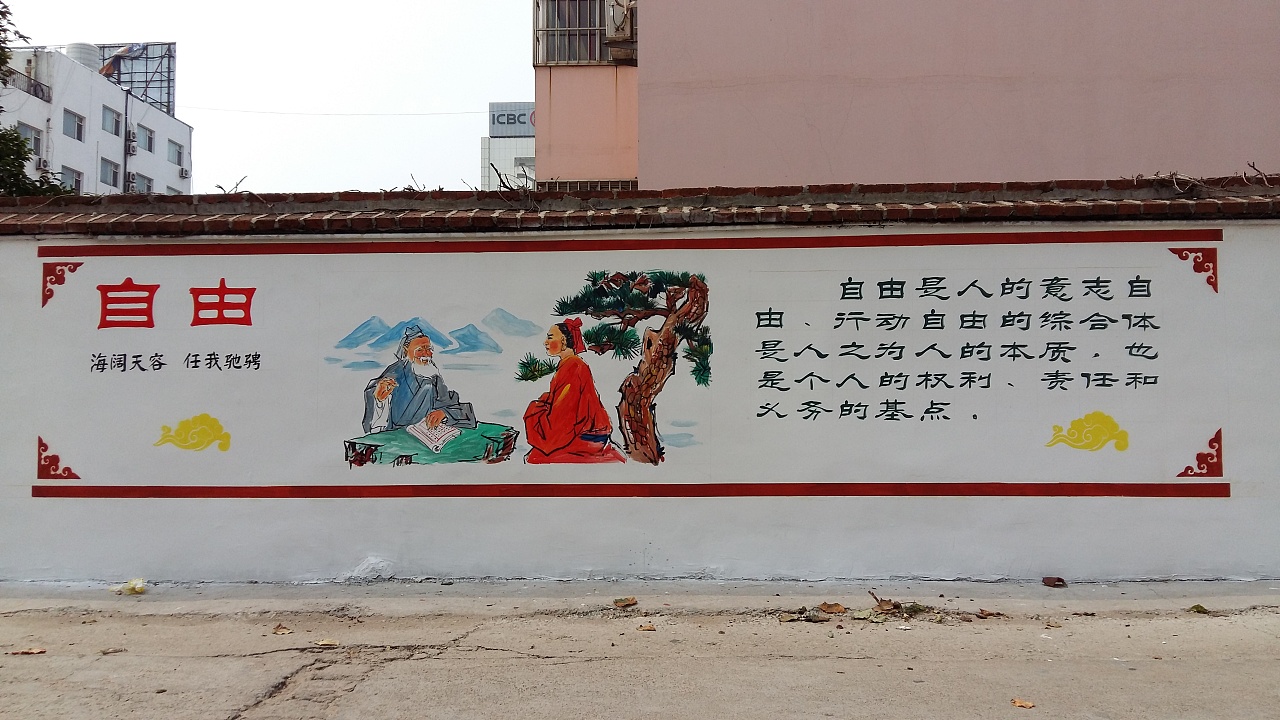 ICBC
自由
海阔天容 任我驰骋
自由是人的意志自
由、行动自由的综合体
是人之为人的本质，也
是个人的权利、责任和
义务的基点。